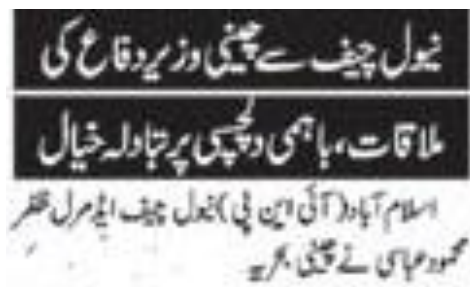 نیول چیف سے چینی وزیر دفاع کی
ملاقات، باہمی دلچسپی پر تبادلہ خیال
اسلام آباد(آئی این پی)نیول چیف ایڈمرل ظفر
محمود عباسی نے چینی بحریہ